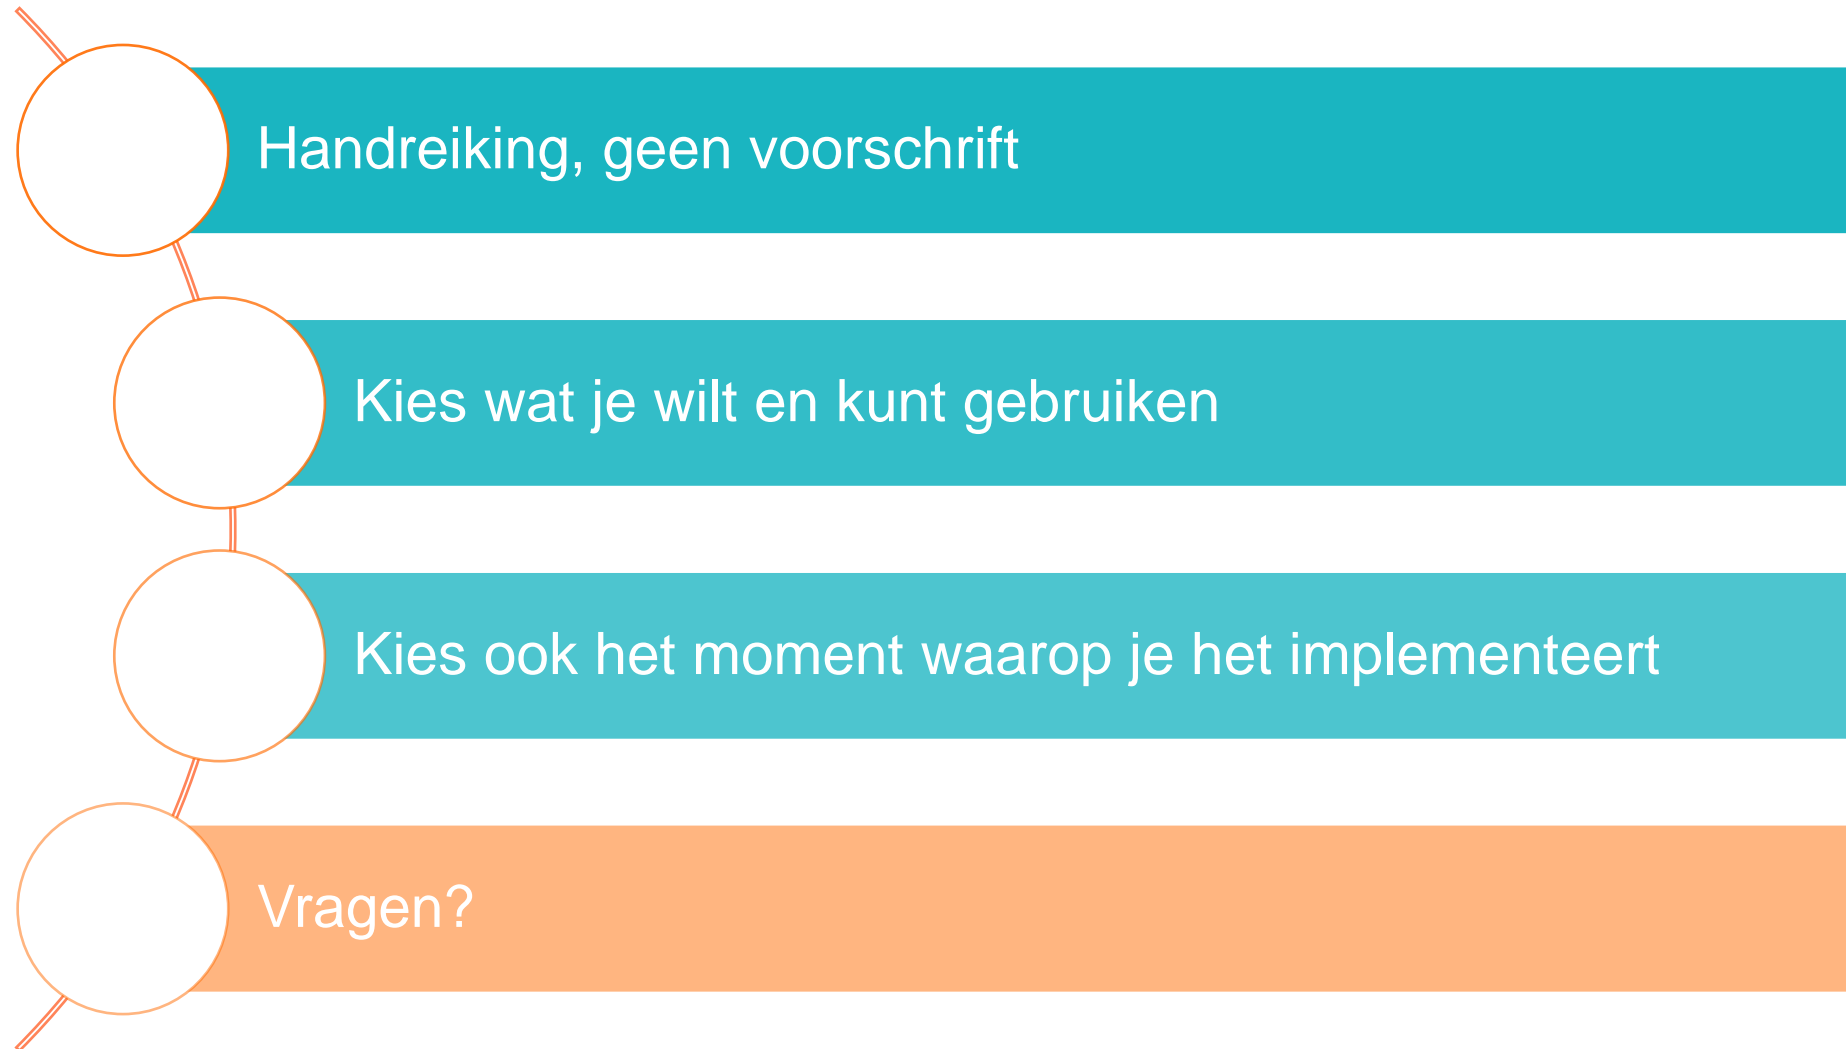 Handreiking, geen voorschrift
Kies wat je wilt en kunt gebruiken
Kies ook het moment waarop je het implementeert
Vragen?